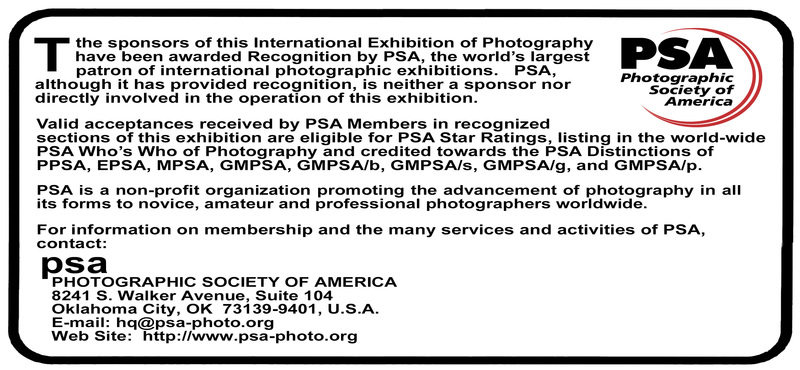 The sponsors of this International Exhibition of Photography
have been awarded Recognition by PSA, the world's largest
patron of international photographic exhibitions.   PSA,
although it has provided recognition, is neither a sponsor nor
directly involved in the operation of this exhibition.
PSA
Photographic
Society of
America
Valid acceptances received by PSA Members in recognized
sections of this exhibition are eligible for PSA Star Ratings, listing in the world-wide
PSA Who's Who of Photography and credited towards the PSA Distinctions of
PPSA, EPSA, MPSA, GMPSA, GMPSA/b, GMPSA/s, GMPSA/g, and GMPSA/p.
PSA is a non-profit organization promoting the advancement of photography in all
its forms to novice, amateur and professional photographers worldwide.
For information on membership and the many services and activities of PSA,
contact:
psa
PHOTOGRAPHIC SOCIETY OF AMERICA
8241 S. Walker Avenue, Suite 104
Oklahoma City, OK  73139-9401, U.S.A.
E-mail: hq@psa-photo.org
Web Site:  http://www.psa-photo.org